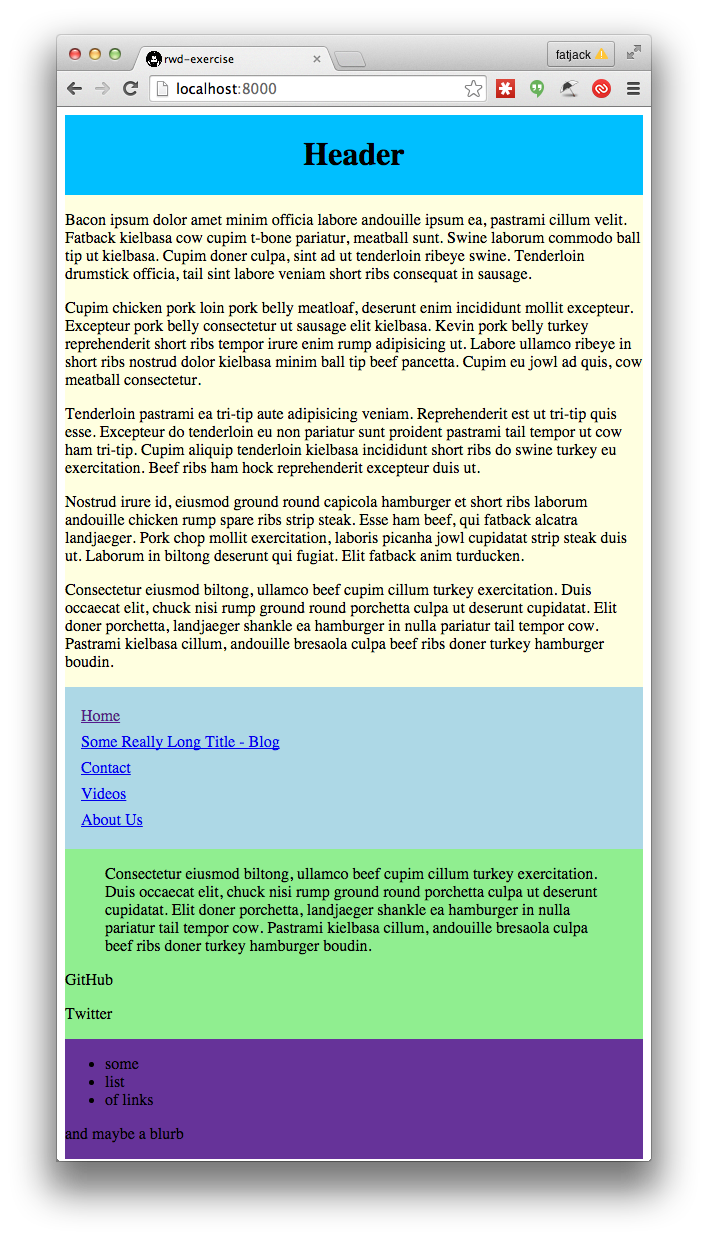 rwd-exercise
fatjack
localhost:8000
Header
Bacon ipsum dolor amet minim officia labore andouille ipsum ea, pastrami cillum velit.
Fatback kielbasa cow cupim t-bone pariatur, meatball sunt. Swine laborum commodo ball
tip ut kielbasa. Cupim doner culpa, sint ad ut tenderloin ribeye swine. Tenderloin
drumstick officia, tail sint labore veniam short ribs consequat in sausage.
Cupim chicken pork loin pork belly meatloaf, deserunt enim incididunt mollit excepteur.
Excepteur pork belly consectetur ut sausage elit kielbasa. Kevin pork belly turkey
reprehenderit short ribs tempor irure enim rump adipisicing ut. Labore ullamco ribeye in
short ribs nostrud dolor kielbasa minim ball tip beef pancetta. Cupim eu jowl ad quis, cow
meatball consectetur.
Tenderloin pastrami ea tri-tip aute adipisicing veniam. Reprehenderit est ut tri-tip quis
esse. Excepteur do tenderloin eu non pariatur sunt proident pastrami tail tempor ut cow
ham tri-tip. Cupim aliquip tenderloin kielbasa incididunt short ribs do swine turkey eu
exercitation. Beef ribs ham hock reprehenderit excepteur duis ut.
Nostrud irure id, eiusmod ground round capicola hamburger et short ribs laborum
andouille chicken rump spare ribs strip steak. Esse ham beef, qui fatback alcatra
landjaeger. Pork chop mollit exercitation, laboris picanha jowl cupidatat strip steak duis
ut. Laborum in biltong deserunt qui fugiat. Elit fatback anim turducken.
Consectetur eiusmod biltong, ullamco beef cupim cillum turkey exercitation. Duis
occaecat elit, chuck nisi rump ground round porchetta culpa ut deserunt cupidatat. Elit
doner porchetta, landjaeger shankle ea hamburger in nulla pariatur tail tempor cow.
Pastrami kielbasa cillum, andouille bresaola culpa beef ribs doner turkey hamburger
boudin.
Home
Some Really Long Title - Blog
Contact
Videos
About Us
Consectetur eiusmod biltong, ullamco beef cupim cillum turkey exercitation.
Duis occaecat elit, chuck nisi rump ground round porchetta culpa ut deserunt
cupidatat. Elit doner porchetta, landjaeger shankle ea hamburger in nulla
pariatur tail tempor cow. Pastrami kielbasa cillum, andouille bresaola culpa
beef ribs doner turkey hamburger boudin.
GitHub
Twitter
• some
• list
• of links
and maybe a blurb